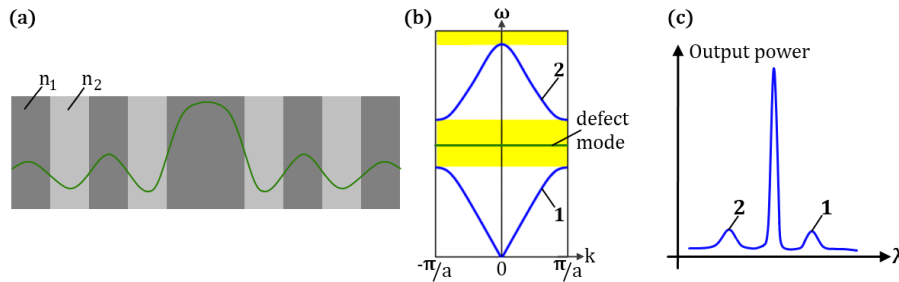 (a)
n₁ n₂
(b)
ω
2
defect
mode
1
-π/a 0 π/a k
(c)
Output power
2 1
λ